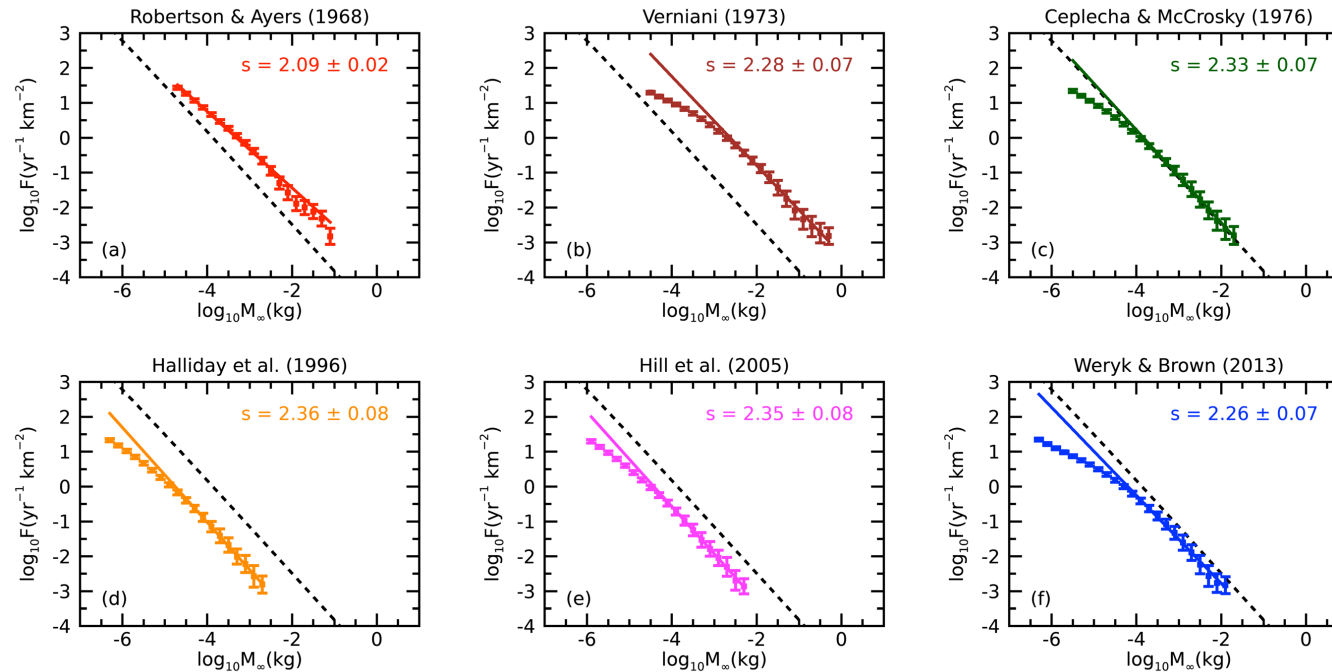 Robertson & Ayers (1968)
Verniani (1973)
Ceplecha & McCrosky (1976)
3
2
1
0
-1
-2
-3
-4
log₁₀F(yr⁻¹ km⁻²)
s = 2.09 ± 0.02
(a)
-6
-4
-2
0
log₁₀M∞(kg)
3
2
1
0
-1
-2
-3
-4
log₁₀F(yr⁻¹ km⁻²)
s = 2.28 ± 0.07
(b)
-6
-4
-2
0
log₁₀M∞(kg)
3
2
1
0
-1
-2
-3
-4
log₁₀F(yr⁻¹ km⁻²)
s = 2.33 ± 0.07
(c)
-6
-4
-2
0
log₁₀M∞(kg)
Halliday et al. (1996)
Hill et al. (2005)
Weryk & Brown (2013)
3
2
1
0
-1
-2
-3
-4
log₁₀F(yr⁻¹ km⁻²)
s = 2.36 ± 0.08
(d)
-6
-4
-2
0
log₁₀M∞(kg)
3
2
1
0
-1
-2
-3
-4
log₁₀F(yr⁻¹ km⁻²)
s = 2.35 ± 0.08
(e)
-6
-4
-2
0
log₁₀M∞(kg)
3
2
1
0
-1
-2
-3
-4
log₁₀F(yr⁻¹ km⁻²)
s = 2.26 ± 0.07
(f)
-6
-4
-2
0
log₁₀M∞(kg)